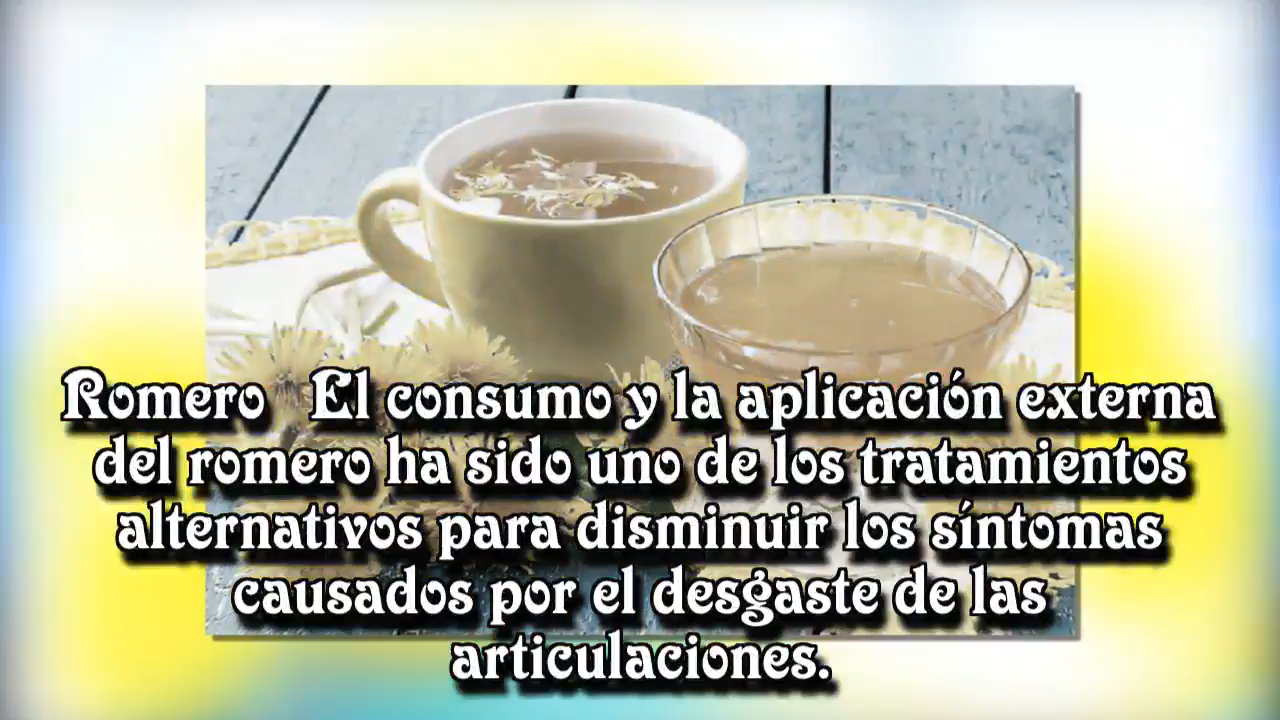 Romero El consumo y la aplicación externa
del romero ha sido uno de los tratamientos
alternativos para disminuir los síntomas
causados por el desgaste de las
articulaciones.